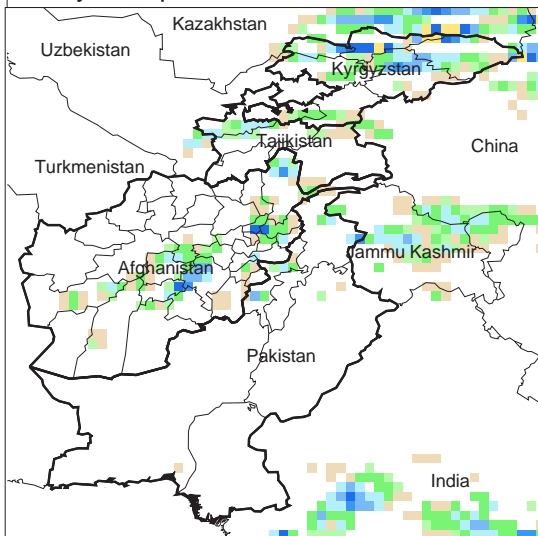 Kazakhstan
Uzbekistan
Kyrgyzstan
Tajikistan
China
Turkmenistan
Jammu Kashmir
Afghanistan
Pakistan
India